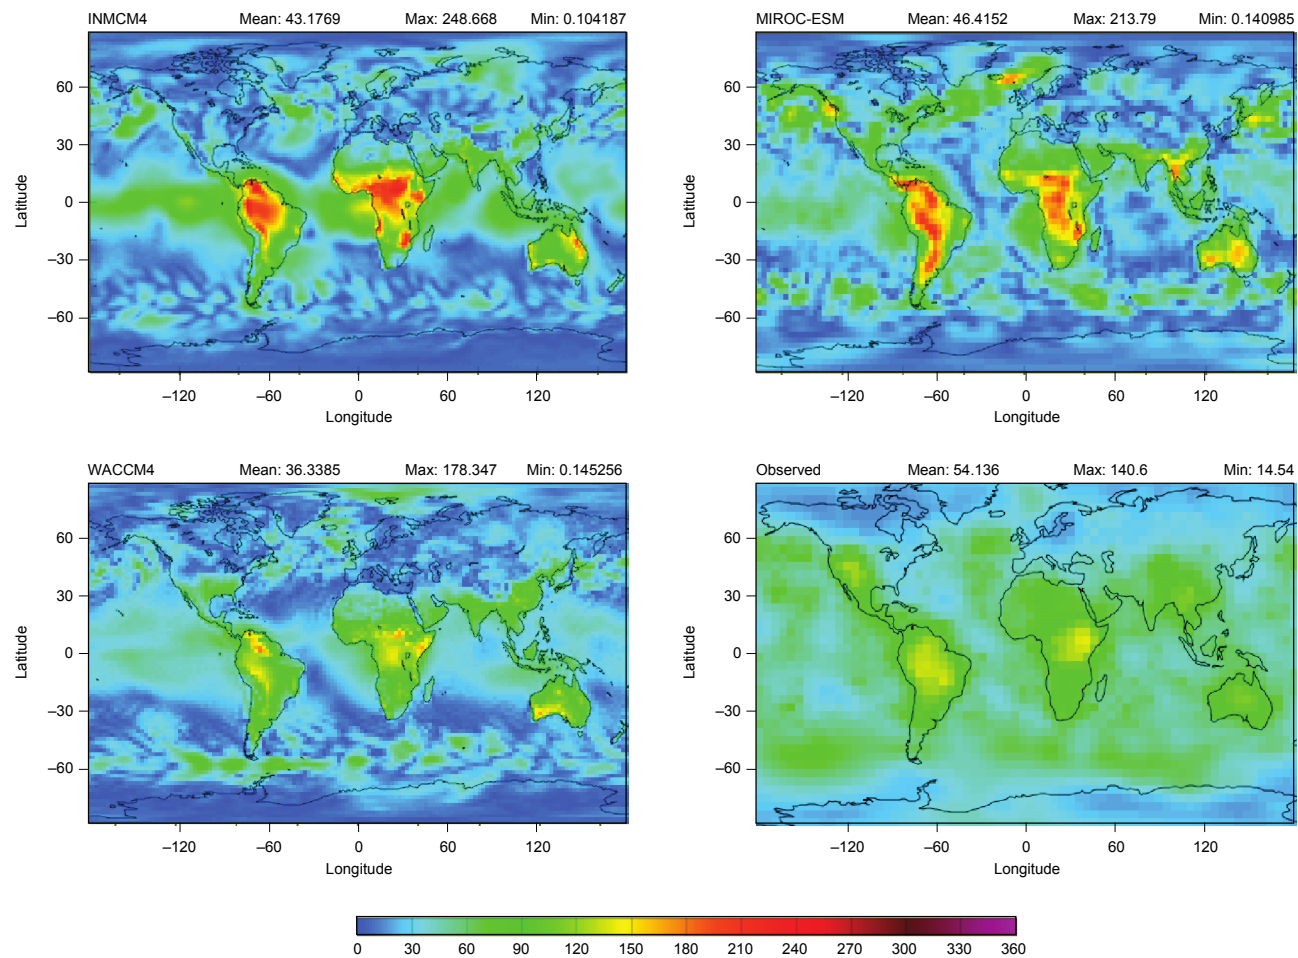 INMCM4 Mean: 43.1769 Max: 248.668 Min: 0.104187
60
30
0
–30
–60
Latitude
–120 –60 0 60 120
Longitude
MIROC-ESM Mean: 46.4152 Max: 213.79 Min: 0.140985
60
30
0
–30
–60
Latitude
–120 –60 0 60 120
Longitude
WACCM4 Mean: 36.3385 Max: 178.347 Min: 0.145256
60
30
0
–30
–60
Latitude
–120 –60 0 60 120
Longitude
Observed Mean: 54.136 Max: 140.6 Min: 14.54
60
30
0
–30
–60
Latitude
–120 –60 0 60 120
Longitude
0 30 60 90 120 150 180 210 240 270 300 330 360